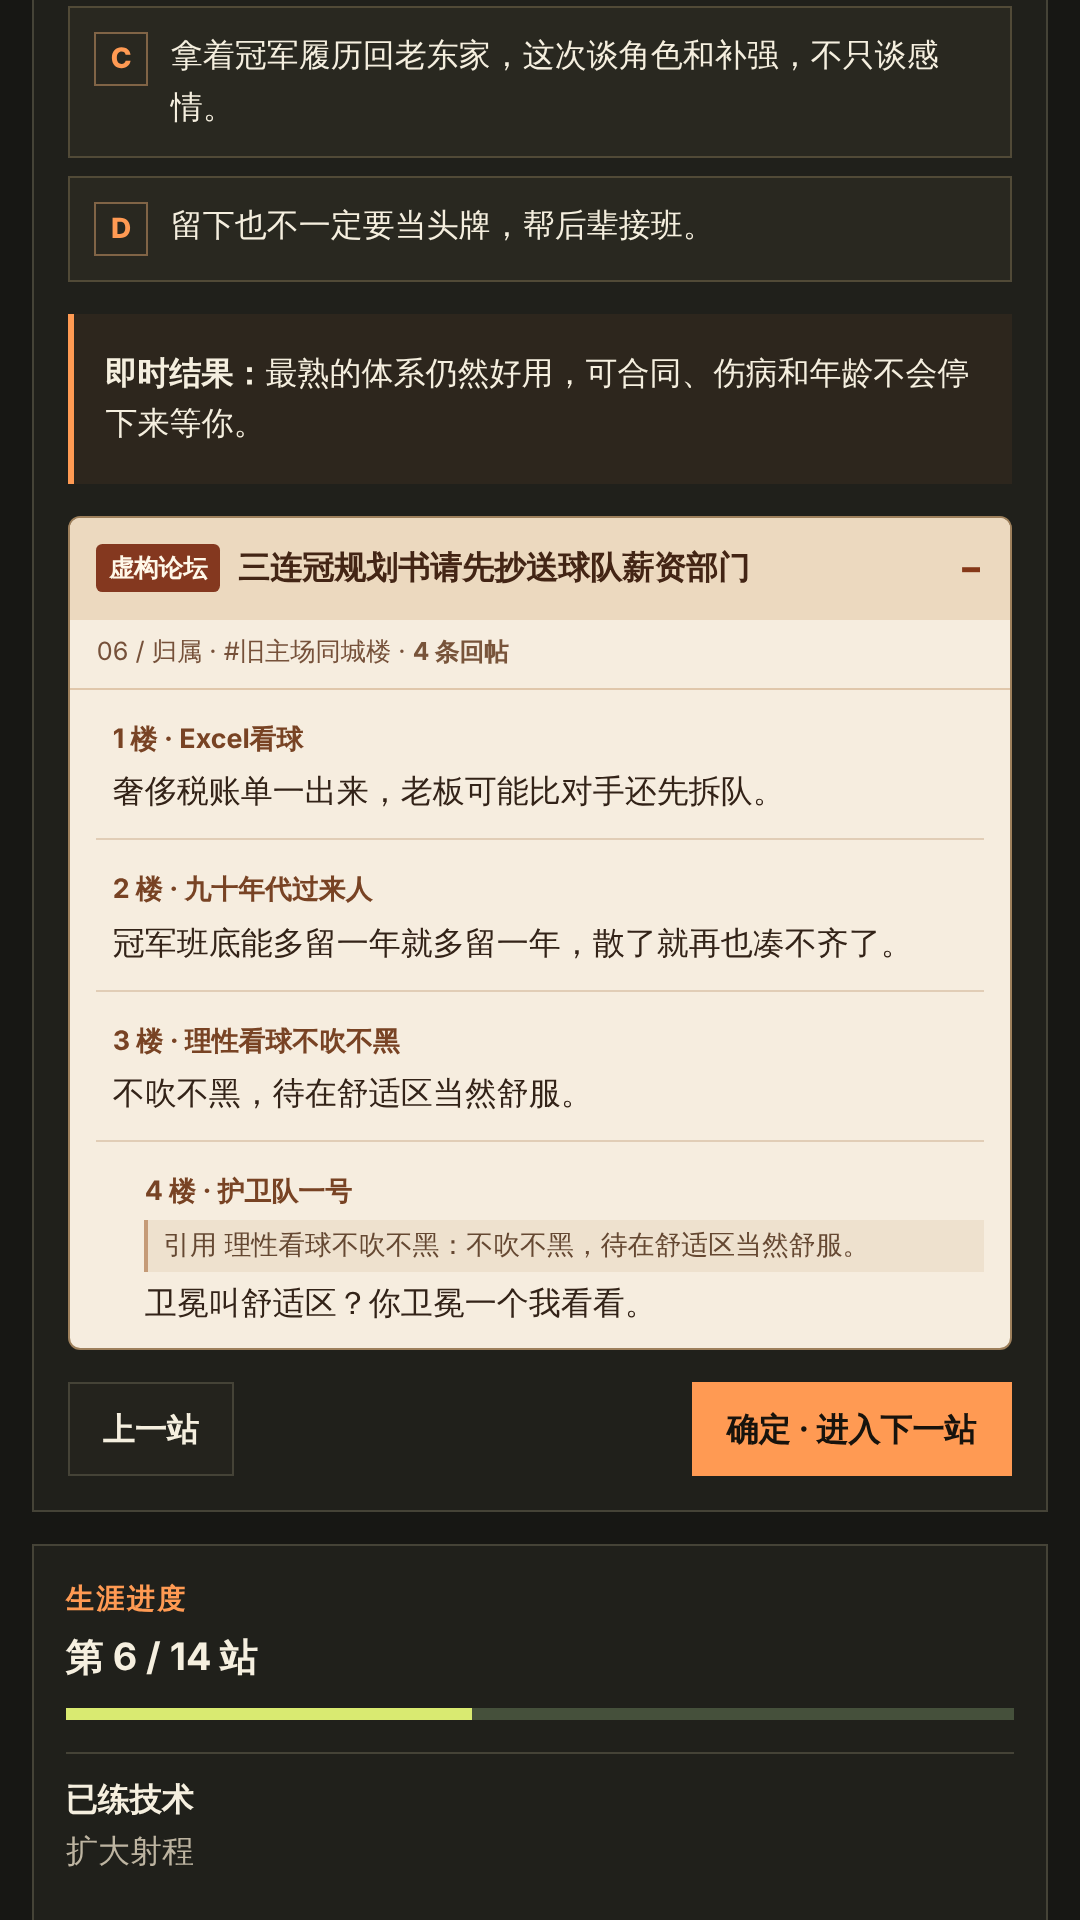 C
拿着冠军履历回老东家，这次谈角色和补强，不只谈感
情。
D
留下也不一定要当头牌，帮后辈接班。
即时结果：最熟的体系仍然好用，可合同、伤病和年龄不会停
下来等你。
虚构论坛 三连冠规划书请先抄送球队薪资部门 −
06 / 归属 · #旧主场同城楼 · 4 条回帖
1 楼 · Excel看球
奢侈税账单一出来，老板可能比对手还先拆队。
2 楼 · 九十年代过来人
冠军班底能多留一年就多留一年，散了就再也凑不齐了。
3 楼 · 理性看球不吹不黑
不吹不黑，待在舒适区当然舒服。
4 楼 · 护卫队一号
引用 理性看球不吹不黑：不吹不黑，待在舒适区当然舒服。
卫冕叫舒适区？你卫冕一个我看看。
上一站
确定 · 进入下一站
生涯进度
第 6 / 14 站
已练技术
扩大射程